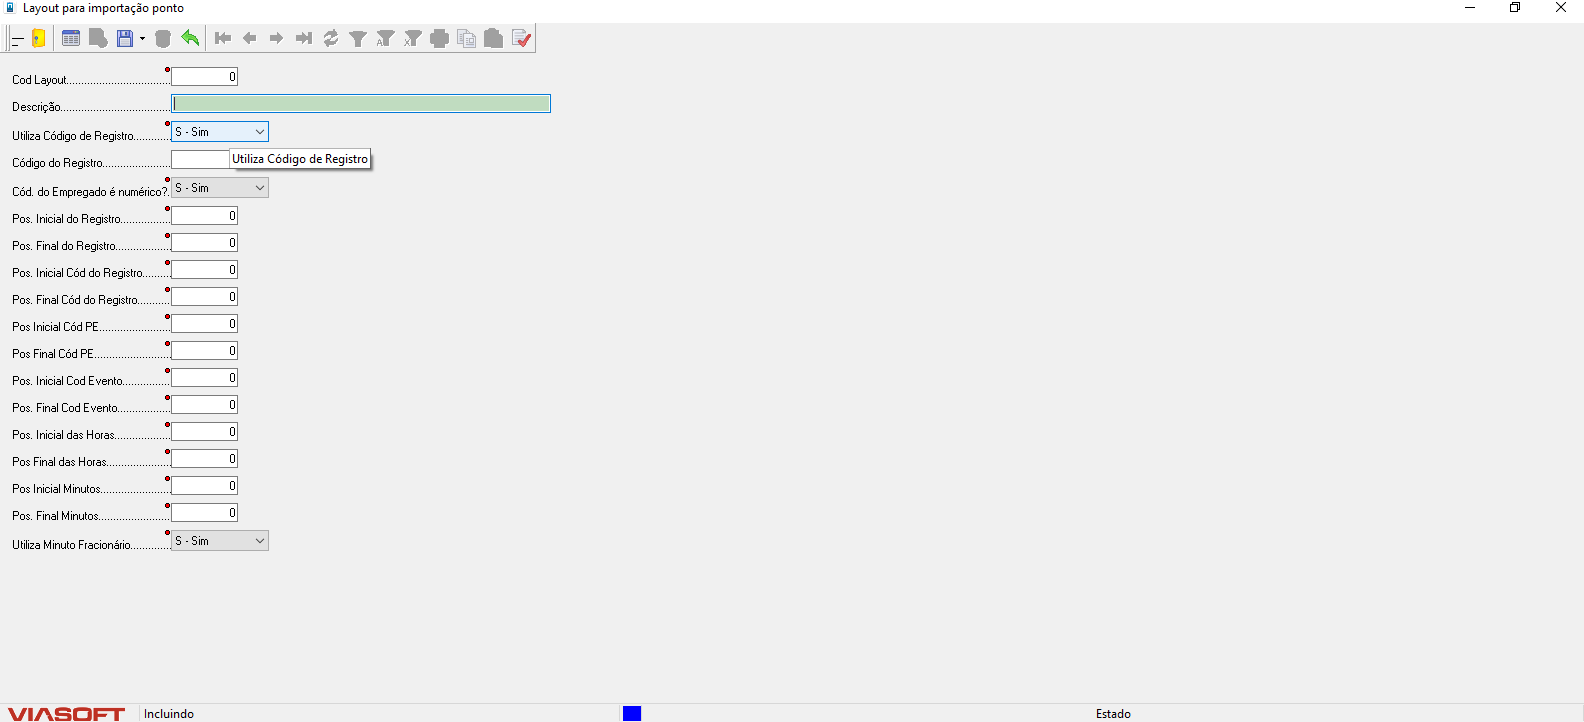 Layout para importação ponto
Cod Layout 0
Descrição
Utiliza Código de Registro S - Sim
Código do Registro Utiliza Código de Registro
Cód. do Empregado é numérico? S - Sim
Pos. Inicial do Registro 0
Pos. Final do Registro 0
Pos. Inicial Cód do Registro 0
Pos. Final Cód do Registro 0
Pos Inicial Cód PE 0
Pos Final Cód PE 0
Pos. Inicial Cod Evento 0
Pos. Final Cod Evento 0
Pos. Inicial das Horas 0
Pos Final das Horas 0
Pos Inicial Minutos 0
Pos. Final Minutos 0
Utiliza Minuto Fracionário S - Sim
VIASOFT Incluindo Estado